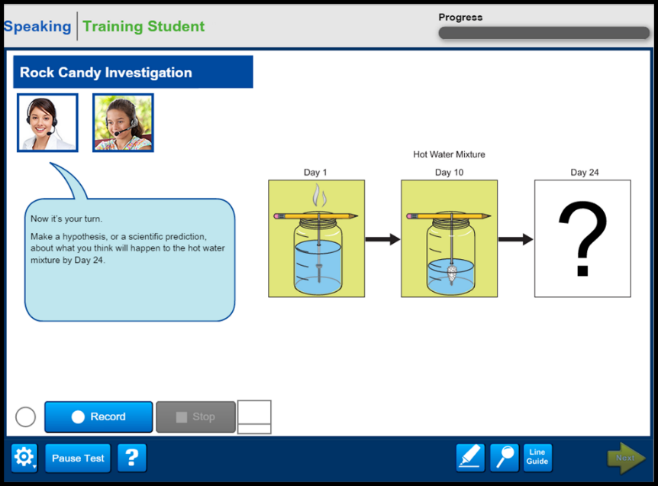 Speaking Training Student
Progress
Rock Candy Investigation
Hot Water Mixture
Day 1
Day 10
Day 24
?
Now it's your turn.
Make a hypothesis, or a scientific prediction,
about what you think will happen to the hot water
mixture by Day 24.
Record
Stop
Pause Test
?
Line
Guide
Next